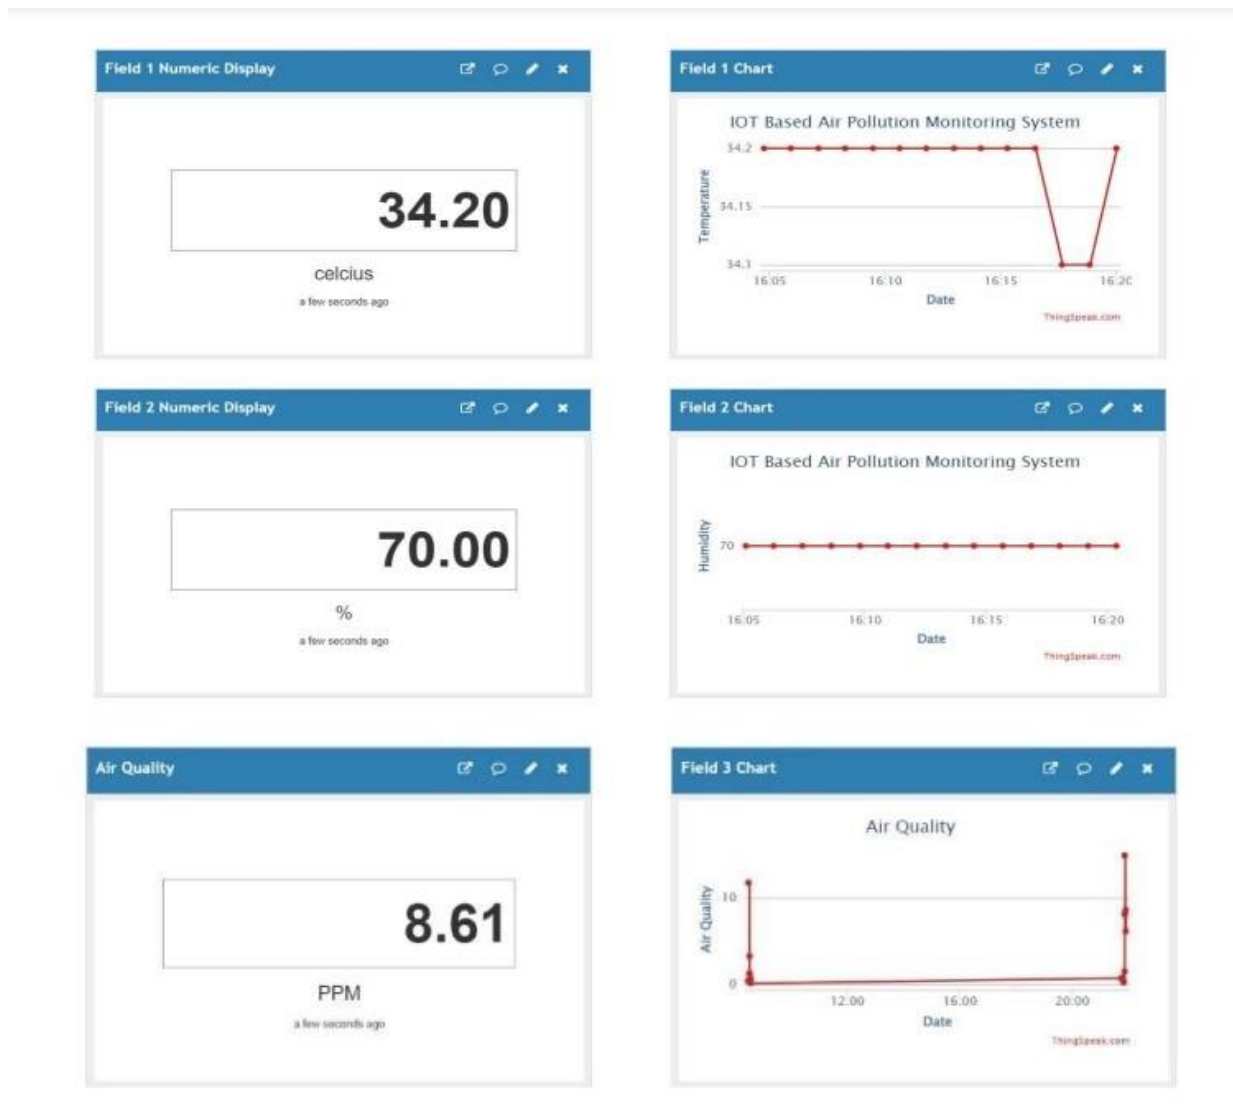 Field 1 Numeric Display
34.20
celcius
a few seconds ago
Field 1 Chart
IOT Based Air Pollution Monitoring System
Temperature
34.2
34.15
34.1
16:05 16:10 16:15 16:20
Date
ThingSpeak.com
Field 2 Numeric Display
70.00
%
a few seconds ago
Field 2 Chart
IOT Based Air Pollution Monitoring System
Humidity
70
16:05 16:10 16:15 16:20
Date
ThingSpeak.com
Air Quality
8.61
PPM
a few seconds ago
Field 3 Chart
Air Quality
Air Quality
10
0
12:00 16:00 20:00
Date
ThingSpeak.com